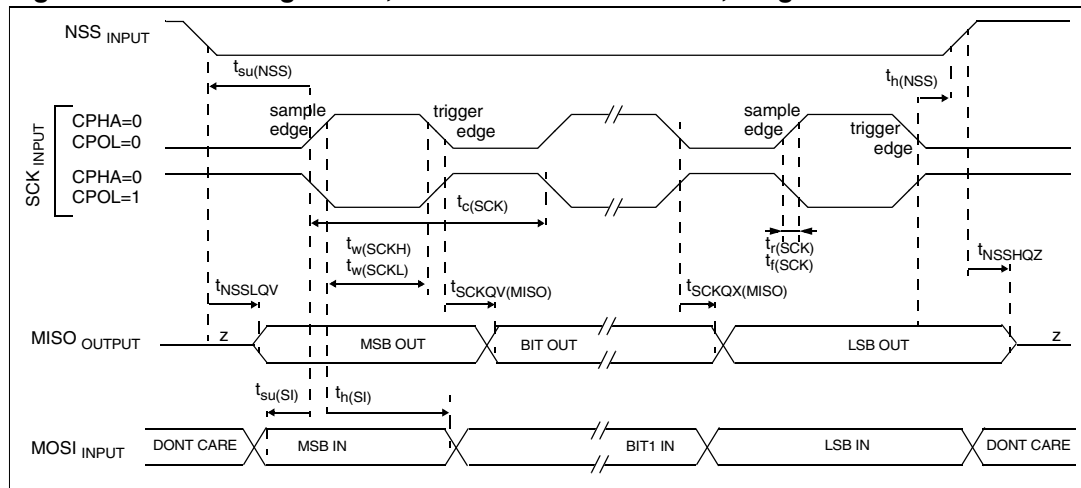 NSS INPUT
tsu(NSS)
th(NSS)
SCK INPUT
CPHA=0
CPOL=0
CPHA=0
CPOL=1
sample
edge
trigger
edge
sample
edge
trigger
edge
tc(SCK)
tw(SCKH)
tw(SCKL)
tr(SCK)
tf(SCK)
tNSSLQV
tSCKQV(MISO)
tSCKQX(MISO)
tNSSHQZ
MISO OUTPUT
z
MSB OUT
BIT OUT
LSB OUT
z
tsu(SI)
th(SI)
MOSI INPUT
DONT CARE
MSB IN
BIT1 IN
LSB IN
DONT CARE